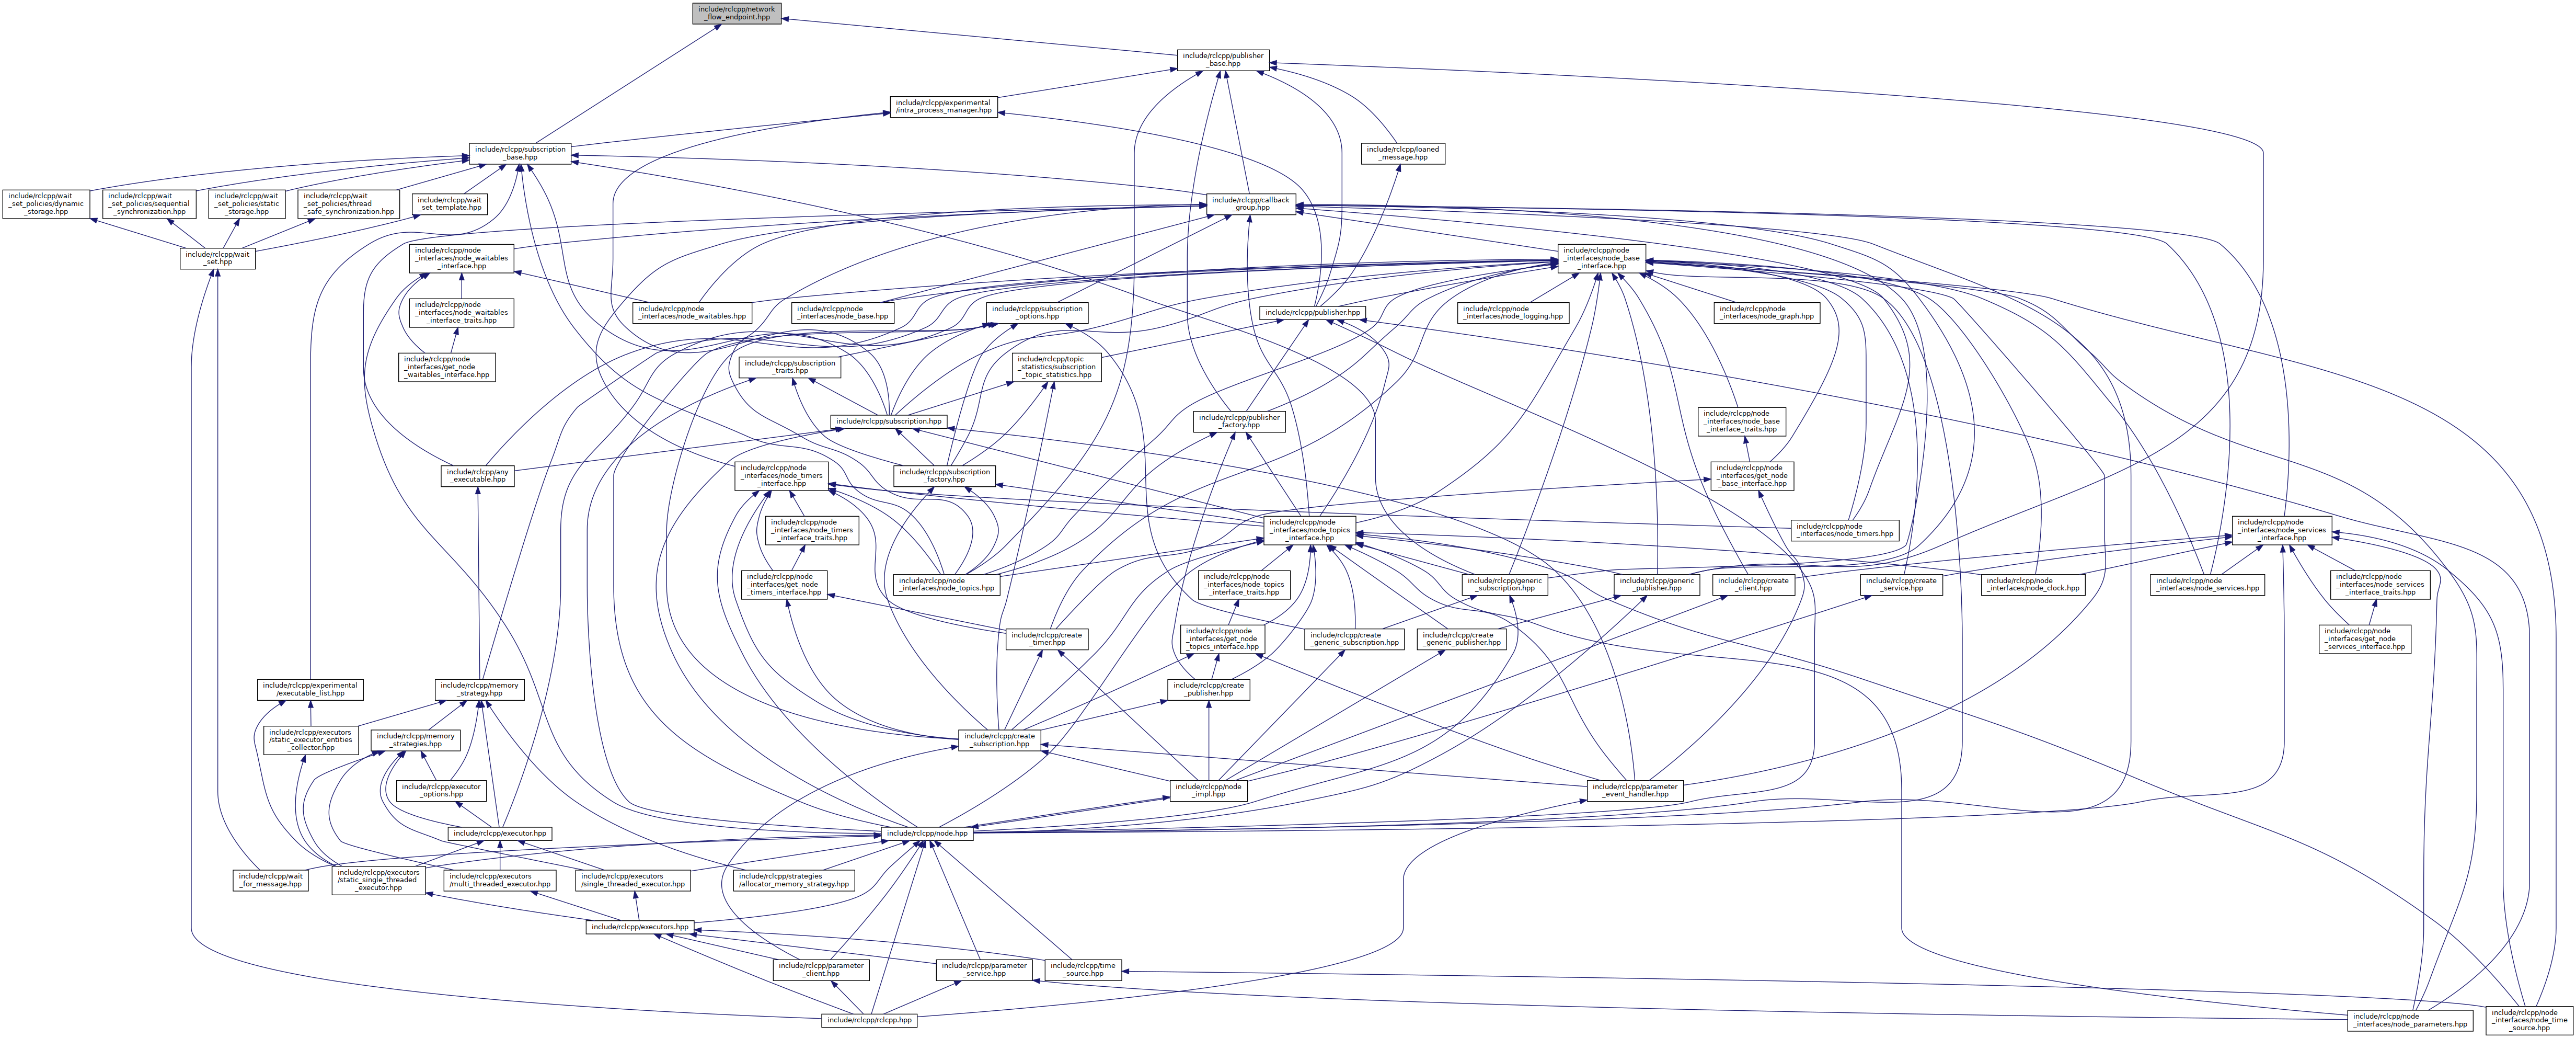 include/rclcpp/network
_flow_endpoint.hpp
include/rclcpp/publisher
_base.hpp
include/rclcpp/experimental
/intra_process_manager.hpp
include/rclcpp/subscription
_base.hpp
include/rclcpp/loaned
_message.hpp
include/rclcpp/wait
_set_policies/dynamic
_storage.hpp
include/rclcpp/wait
_set_policies/sequential
_synchronization.hpp
include/rclcpp/wait
_set_policies/static
_storage.hpp
include/rclcpp/wait
_set_policies/thread
_safe_synchronization.hpp
include/rclcpp/wait
_set_template.hpp
include/rclcpp/callback
_group.hpp
include/rclcpp/wait
_set.hpp
include/rclcpp/node
_interfaces/node_waitables
_interface.hpp
include/rclcpp/node
_interfaces/node_base
_interface.hpp
include/rclcpp/node
_interfaces/node_waitables
_interface_traits.hpp
include/rclcpp/node
_interfaces/node_waitables.hpp
include/rclcpp/node
_interfaces/node_base.hpp
include/rclcpp/subscription
_options.hpp
include/rclcpp/publisher.hpp
include/rclcpp/node
_interfaces/node_logging.hpp
include/rclcpp/node
_interfaces/node_graph.hpp
include/rclcpp/node
_interfaces/get_node
_waitables_interface.hpp
include/rclcpp/subscription
_traits.hpp
include/rclcpp/topic
_statistics/subscription
_topic_statistics.hpp
include/rclcpp/subscription.hpp
include/rclcpp/publisher
_factory.hpp
include/rclcpp/node
_interfaces/node_base
_interface_traits.hpp
include/rclcpp/any
_executable.hpp
include/rclcpp/node
_interfaces/node_timers
_interface.hpp
include/rclcpp/subscription
_factory.hpp
include/rclcpp/node
_interfaces/get_node
_base_interface.hpp
include/rclcpp/node
_interfaces/node_timers
_interface_traits.hpp
include/rclcpp/node
_interfaces/node_topics
_interface.hpp
include/rclcpp/node
_interfaces/node_timers.hpp
include/rclcpp/node
_interfaces/node_services
_interface.hpp
include/rclcpp/node
_interfaces/get_node
_timers_interface.hpp
include/rclcpp/node
_interfaces/node_topics.hpp
include/rclcpp/node
_interfaces/node_topics
_interface_traits.hpp
include/rclcpp/generic
_subscription.hpp
include/rclcpp/generic
_publisher.hpp
include/rclcpp/create
_client.hpp
include/rclcpp/create
_service.hpp
include/rclcpp/node
_interfaces/node_clock.hpp
include/rclcpp/node
_interfaces/node_services.hpp
include/rclcpp/node
_interfaces/node_services
_interface_traits.hpp
include/rclcpp/create
_timer.hpp
include/rclcpp/node
_interfaces/get_node
_topics_interface.hpp
include/rclcpp/create
_generic_subscription.hpp
include/rclcpp/create
_generic_publisher.hpp
include/rclcpp/node
_interfaces/get_node
_services_interface.hpp
include/rclcpp/experimental
/executable_list.hpp
include/rclcpp/memory
_strategy.hpp
include/rclcpp/create
_publisher.hpp
include/rclcpp/executors
/static_executor_entities
_collector.hpp
include/rclcpp/memory
_strategies.hpp
include/rclcpp/create
_subscription.hpp
include/rclcpp/executor
_options.hpp
include/rclcpp/node
_impl.hpp
include/rclcpp/parameter
_event_handler.hpp
include/rclcpp/executor.hpp
include/rclcpp/node.hpp
include/rclcpp/wait
_for_message.hpp
include/rclcpp/executors
/static_single_threaded
_executor.hpp
include/rclcpp/executors
/multi_threaded_executor.hpp
include/rclcpp/executors
/single_threaded_executor.hpp
include/rclcpp/strategies
/allocator_memory_strategy.hpp
include/rclcpp/executors.hpp
include/rclcpp/parameter
_client.hpp
include/rclcpp/parameter
_service.hpp
include/rclcpp/time
_source.hpp
include/rclcpp/rclcpp.hpp
include/rclcpp/node
_interfaces/node_parameters.hpp
include/rclcpp/node
_interfaces/node_time
_source.hpp